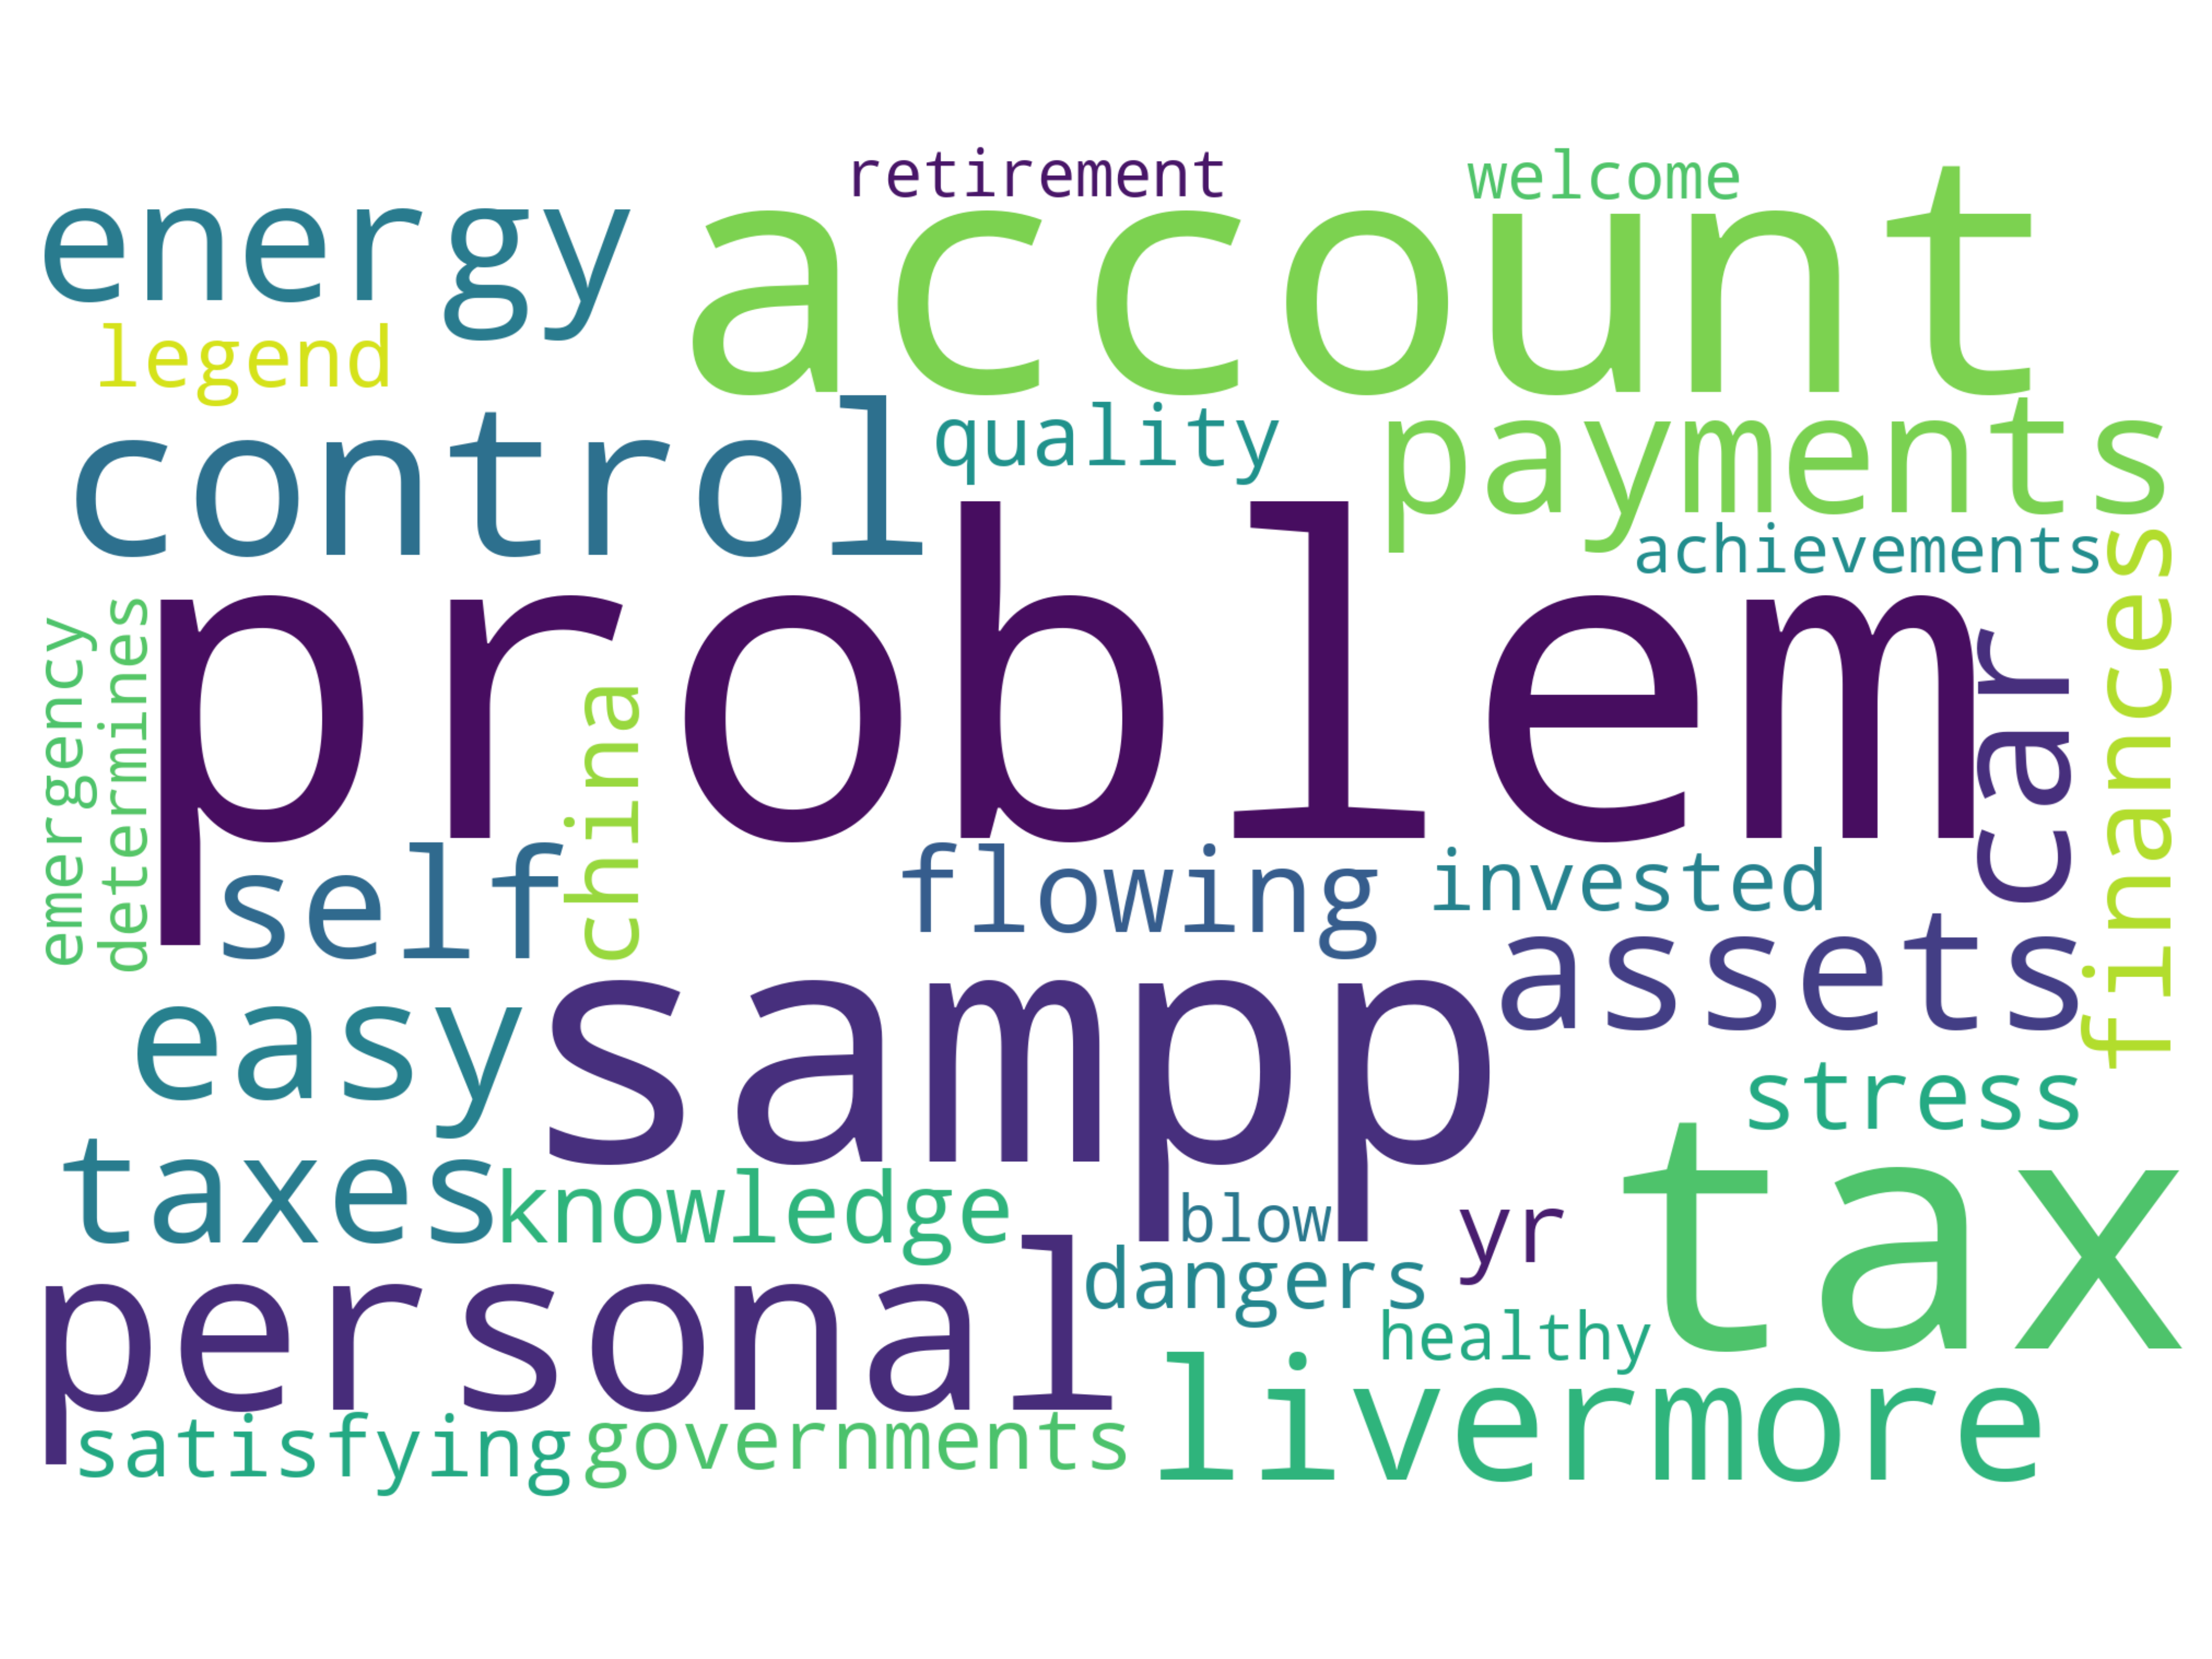 retirement
welcome
energy
account
legend
control
quality
payments
achievements
problem
emergency
determines
china
car
finances
self
flowing
invested
assets
easy
sampp
stress
taxes
knowledge
blow
yr
tax
personal
dangers
healthy
livermore
satisfying
governments